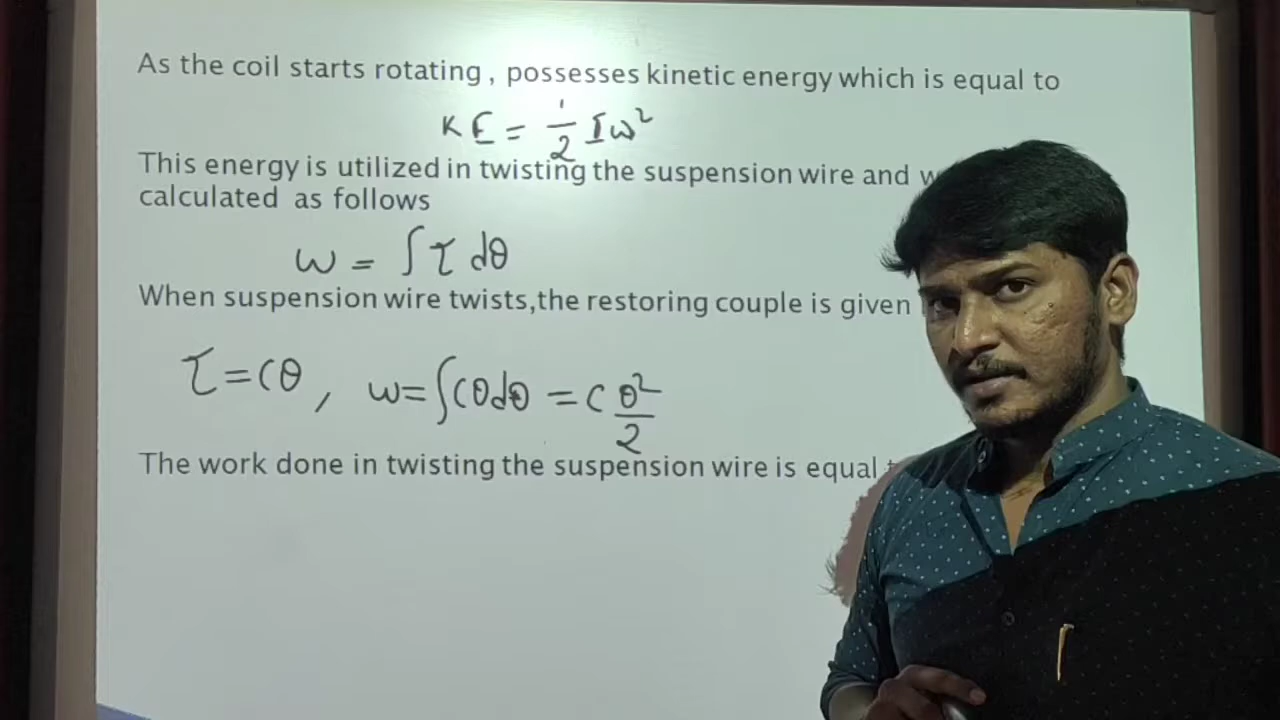 As the coil starts rotating , possesses kinetic energy which is equal to
KE = 1/2 Iω²
This energy is utilized in twisting the suspension wire and
calculated as follows
w = ∫τ dθ
When suspension wire twists,the restoring couple is given
τ = cθ , w = ∫cθdθ = c θ²/2
The work done in twisting the suspension wire is equal